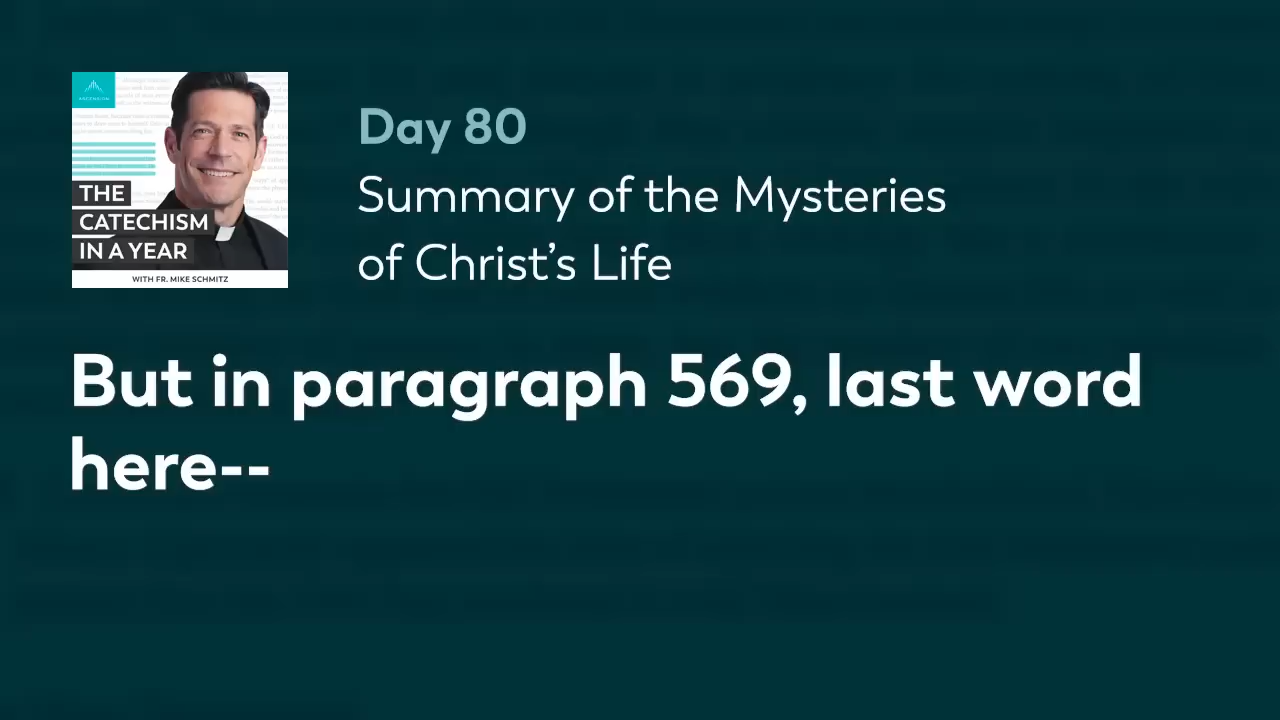 ASCENSION
THE
CATECHISM
IN A YEAR
WITH FR. MIKE SCHMITZ
Day 80
Summary of the Mysteries
of Christ’s Life
But in paragraph 569, last word
here--